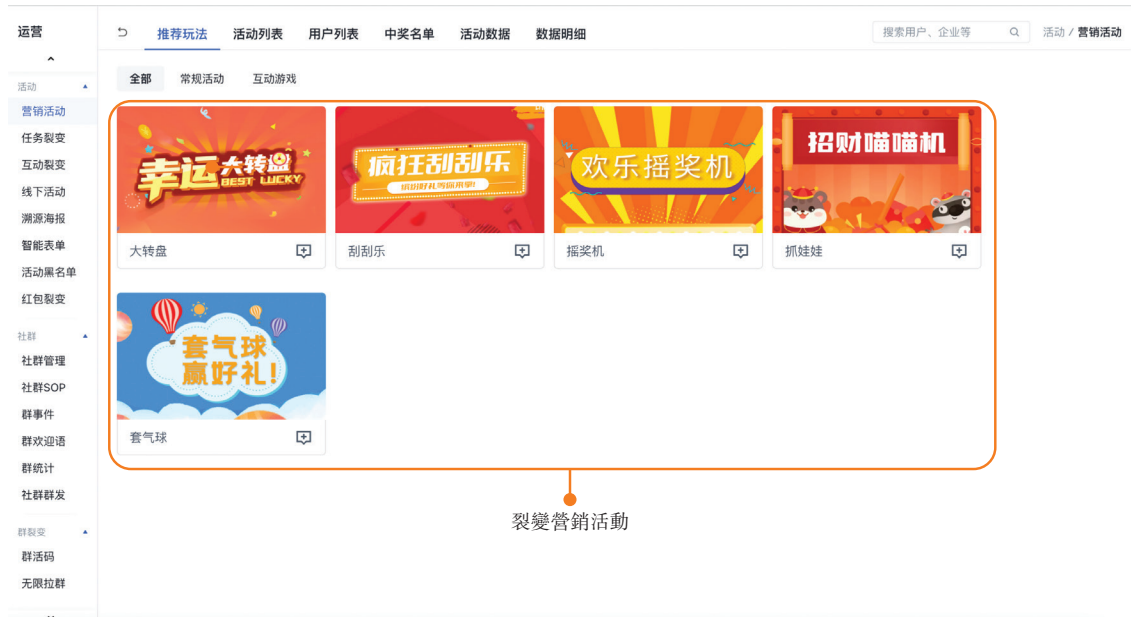 运营
推荐玩法 活动列表 用户列表 中奖名单 活动数据 数据明细
搜索用户、企业等
活动 / 营销活动
全部 常规活动 互动游戏
活动
营销活动
任务裂变
互动裂变
线下活动
溯源海报
智能表单
活动黑名单
红包裂变
社群
社群管理
社群SOP
群事件
群欢迎语
群统计
社群群发
群裂变
群活码
无限拉群
幸运大转盘
BEST LUCKY
大转盘
疯狂刮刮乐
缤纷好礼等你来拿!
刮刮乐
欢乐摇奖机
摇奖机
招财喵喵机
抓娃娃
套气球
赢好礼!
套气球
裂變營銷活動